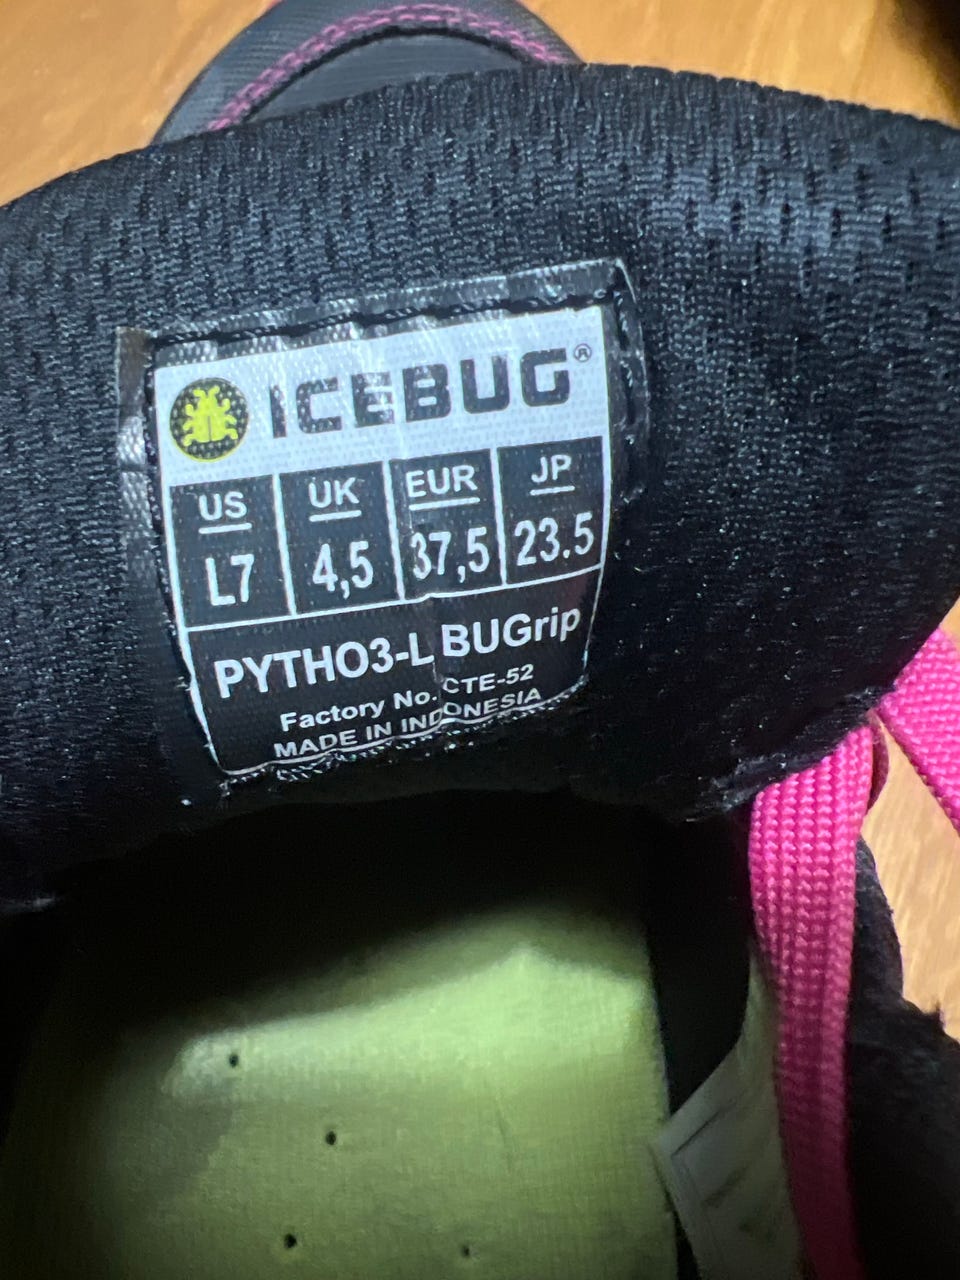 ICEBUG®
US UK EUR JP
L7 4,5 37,5 23.5
PYTHO3-L BUGrip
Factory No. CTE-52
MADE IN INDONESIA